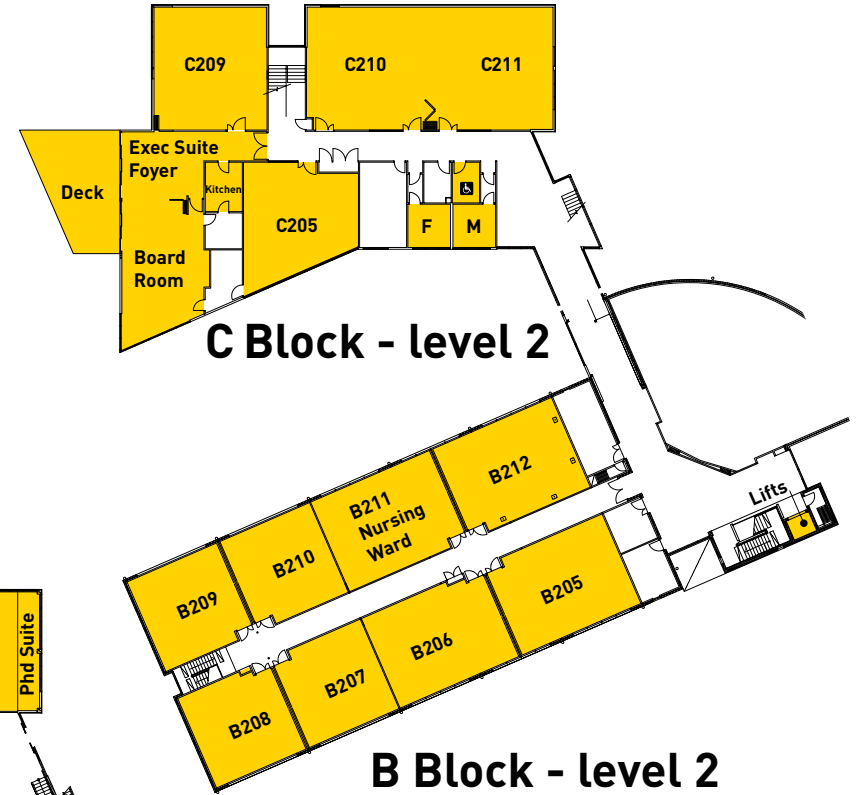 C209
C210
C211
Exec Suite
Foyer
Deck
Kitchen
C205
F
M
Board
Room
C Block - level 2
B212
B211
Nursing
Ward
Lifts
B210
B209
B205
B206
B207
B208
Phd Suite
B Block - level 2